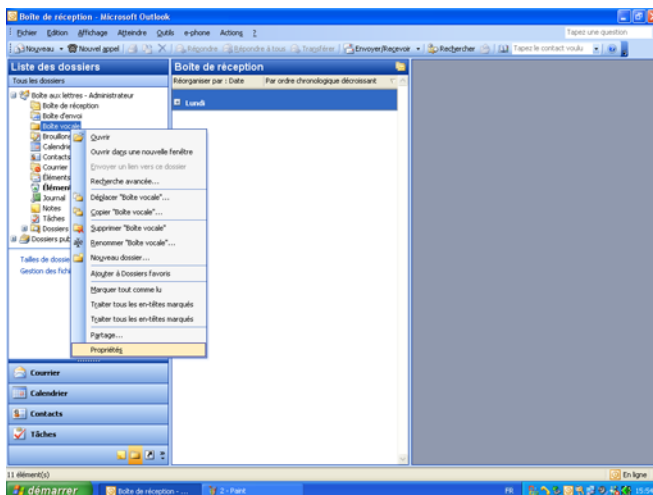 Boîte de réception - Microsoft Outlook
Fichier Edition Affichage Atteindre Outils e-phone Actions ?
Tapez une question
Nouveau Nouvel appel Répondre Répondre à tous Transférer Envoyer/Recevoir Rechercher Tapez le contact voulu
Liste des dossiers
Boîte de réception
Tous les dossiers
Réorganiser par : Date Par ordre chronologique décroissant
Boîte aux lettres - Administrateur
Boîte de réception
Boîte d'envoi
Boîte vocale
Lundi
Brouillons
Calendrie
Contacts
Courrier
Éléments
Élémen
Journal
Notes
Tâches
Dossiers
Dossiers pub
Tailles de dossie
Gestion des fich
Ouvrir
Ouvrir dans une nouvelle fenêtre
Envoyer un lien vers ce dossier
Recherche avancée...
Déplacer "Boîte vocale"...
Copier "Boîte vocale"...
Supprimer "Boîte vocale"
Renommer "Boîte vocale"...
Nouveau dossier...
Ajouter à Dossiers favoris
Marquer tout comme lu
Traiter tous les en-têtes marqués
Traiter tous les en-têtes marqués
Partage...
Propriétés
Courrier
Calendrier
Contacts
Tâches
11 élément(s)
En ligne
démarrer
Boîte de réception - ...
2 - Paint
FR
15:54